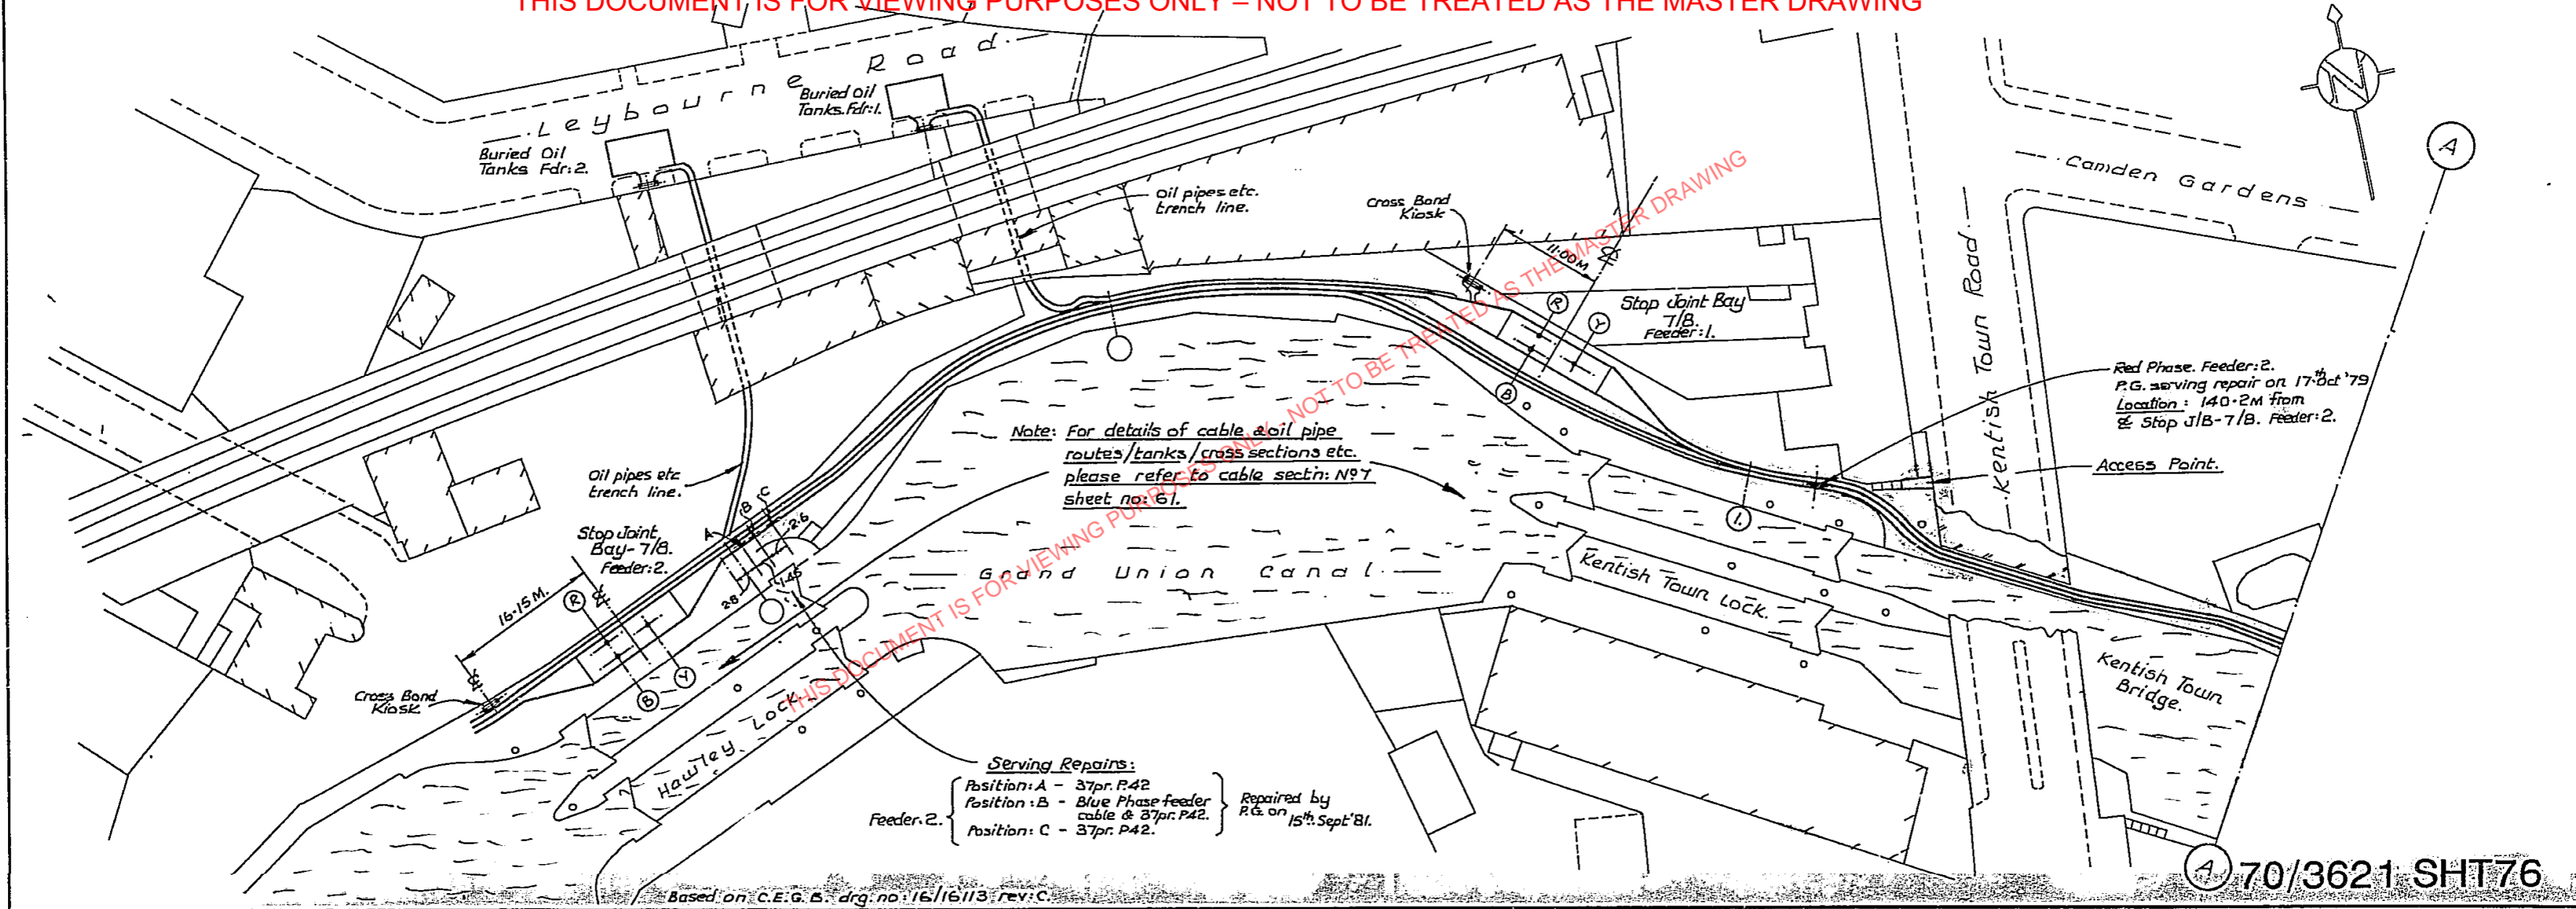 THIS DOCUMENT IS FOR VIEWING PURPOSES ONLY – NOT TO BE TREATED AS THE MASTER DRAWING
Leybourne Road.
Buried Oil
Tanks. Fdr:1.
Buried Oil
Tanks Fdr:2.
Oil pipes etc.
trench line.
Cross Bond
Kiosk
11:00M
N
A
Camden Gardens
Kentish Town Road.
R
Y
B
Stop Joint Bay
7/8.
Feeder:1.
Red Phase. Feeder:2.
P.G. serving repair on 17th Oct '79
Location: 140·2M from
₵ Stop J/B-7/8. Feeder:2.
Access Point.
Note: For details of cable & oil pipe
routes/tanks/cross sections etc.
please refer to cable sectn: Nº 7
sheet no: 61.
Oil pipes etc
trench line.
A
B
C
2·6
1·45
2·8
Stop Joint
Bay-7/8.
Feeder:2.
16·15M.
R
B
Y
Cross Bond
Kiosk
Grand Union Canal
1.
Kentish Town Lock.
Kentish Town
Bridge.
Hawley Lock.
THIS DOCUMENT IS FOR VIEWING PURPOSES ONLY - NOT TO BE TREATED AS THE MASTER DRAWING
Serving Repairs:
Feeder.2.
Position: A - 37pr. P.42
Position: B - Blue Phase feeder
cable & 37pr. P42.
Position: C - 37pr. P42.
Repaired by
P.G. on 15th Sept '81.
Based on C.E.G.B. drg. no: 16/16113 rev: C.
A
70/3621 SHT76